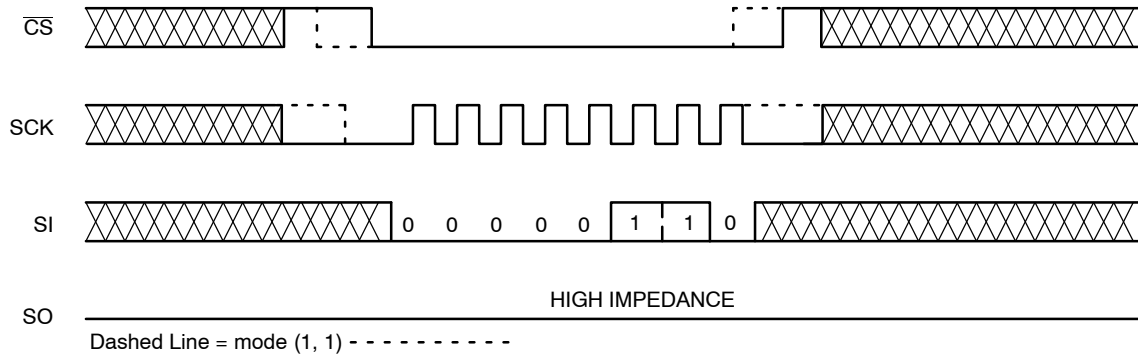 CS
SCK
SI
0 0 0 0 0 1 1 0
HIGH IMPEDANCE
SO
Dashed Line = mode (1, 1)